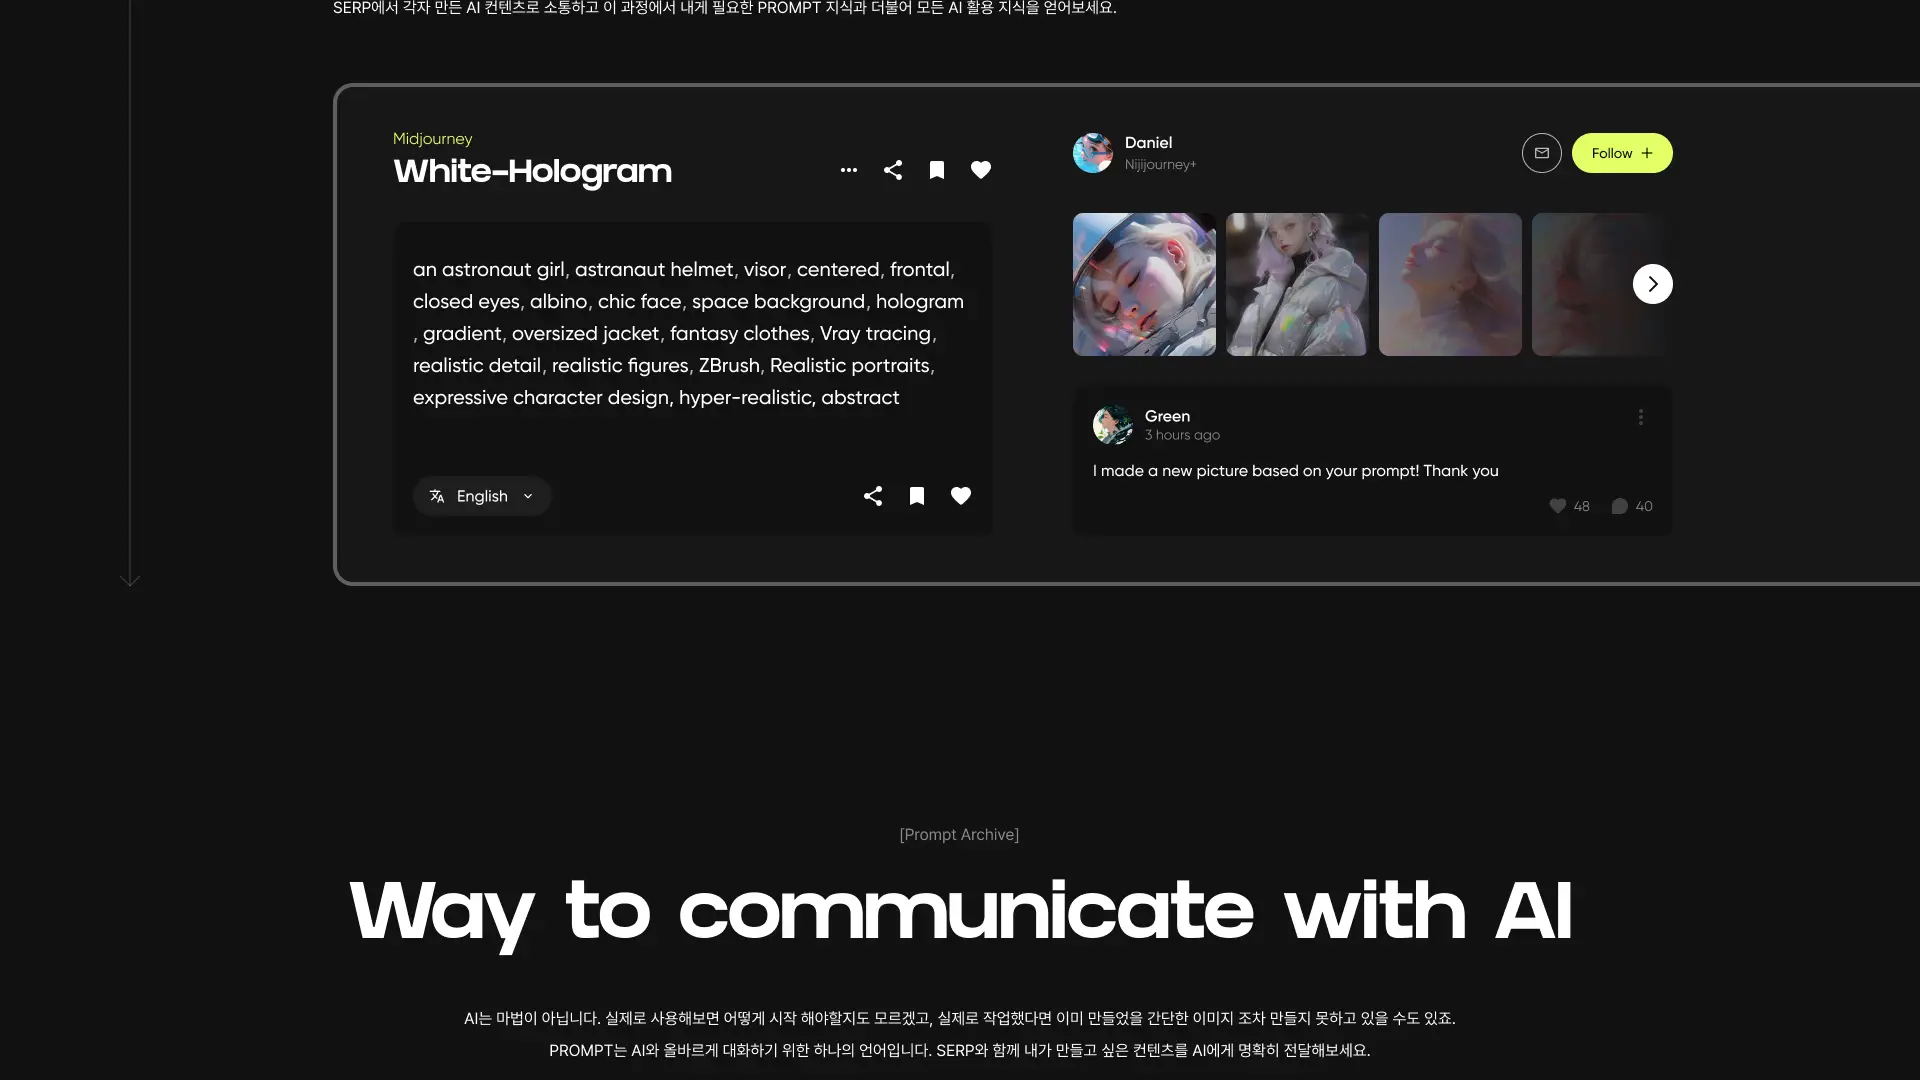 SERP에서 각자 만든 AI 컨텐츠로 소통하고 이 과정에서 내게 필요한 PROMPT 지식과 더불어 모든 AI 활용 지식을 얻어보세요.
Midjourney
White-Hologram
an astronaut girl, astranaut helmet, visor, centered, frontal,
closed eyes, albino, chic face, space background, hologram
, gradient, oversized jacket, fantasy clothes, Vray tracing,
realistic detail, realistic figures, ZBrush, Realistic portraits,
expressive character design, hyper-realistic, abstract
English
Daniel
Nijijourney+
Follow +
Green
3 hours ago
I made a new picture based on your prompt! Thank you
48 40
[Prompt Archive]
Way to communicate with AI
AI는 마법이 아닙니다. 실제로 사용해보면 어떻게 시작 해야할지도 모르겠고, 실제로 작업했다면 이미 만들었을 간단한 이미지 조차 만들지 못하고 있을 수도 있죠.
PROMPT는 AI와 올바르게 대화하기 위한 하나의 언어입니다. SERP와 함께 내가 만들고 싶은 컨텐츠를 AI에게 명확히 전달해보세요.